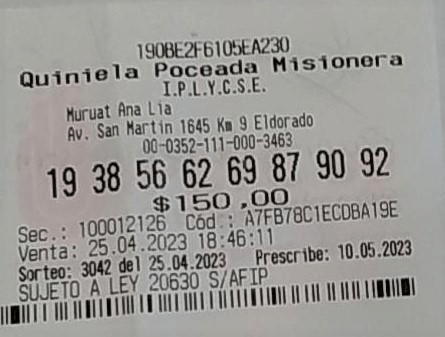 190BE2F6105EA230
Quiniela Poceada Misionera
I.P.L.Y.C.S.E.
Muruat Ana Lia
Av. San Martin 1645 Km 9 Eldorado
00-0352-111-000-3463
19 38 56 62 69 87 90 92
$150,00
Sec.: 100012126 Cód.: A7FB78C1ECDBA19E
Venta: 25.04.2023 18:46:11
Sorteo: 3042 del 25.04.2023 Prescribe: 10.05.2023
SUJETO A LEY 20630 S/AFIP